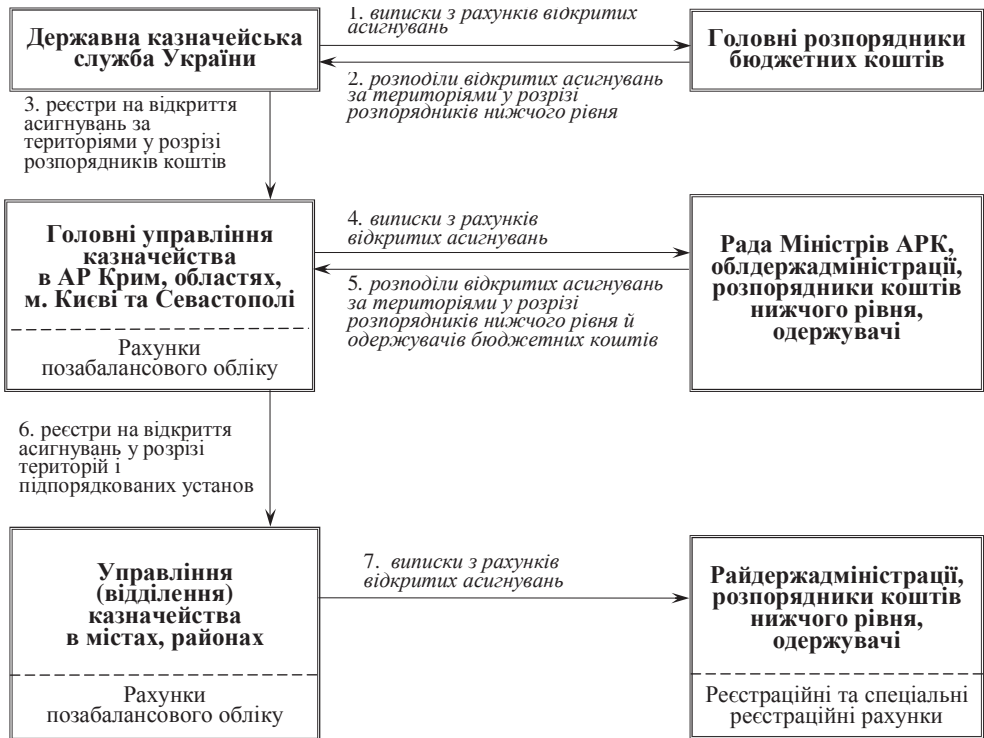 Державна казначейська
служба України
1. виписки з рахунків відкритих
асигнувань
Головні розпорядники
бюджетних коштів
2. розподіли відкритих асигнувань
за територіями у розрізі
розпорядників нижчого рівня
3. реєстри на відкриття
асигнувань за
територіями у розрізі
розпорядників коштів
Головні управління
казначейства
в АР Крим, областях,
м. Києві та Севастополі
Рахунки
позабалансового обліку
4. виписки з рахунків
відкритих асигнувань
5. розподіли відкритих асигнувань
за територіями у розрізі
розпорядників нижчого рівня й
одержувачів бюджетних коштів
Рада Міністрів АРК,
облдержадміністрації,
розпорядники коштів
нижчого рівня,
одержувачі
6. реєстри на відкриття
асигнувань у розрізі
територій і
підпорядкованих установ
Управління
(відділення)
казначейства
в містах, районах
Рахунки
позабалансового обліку
7. виписки з рахунків
відкритих асигнувань
Райдержадміністрації,
розпорядники коштів
нижчого рівня,
одержувачі
Реєстраційні та спеціальні
реєстраційні рахунки